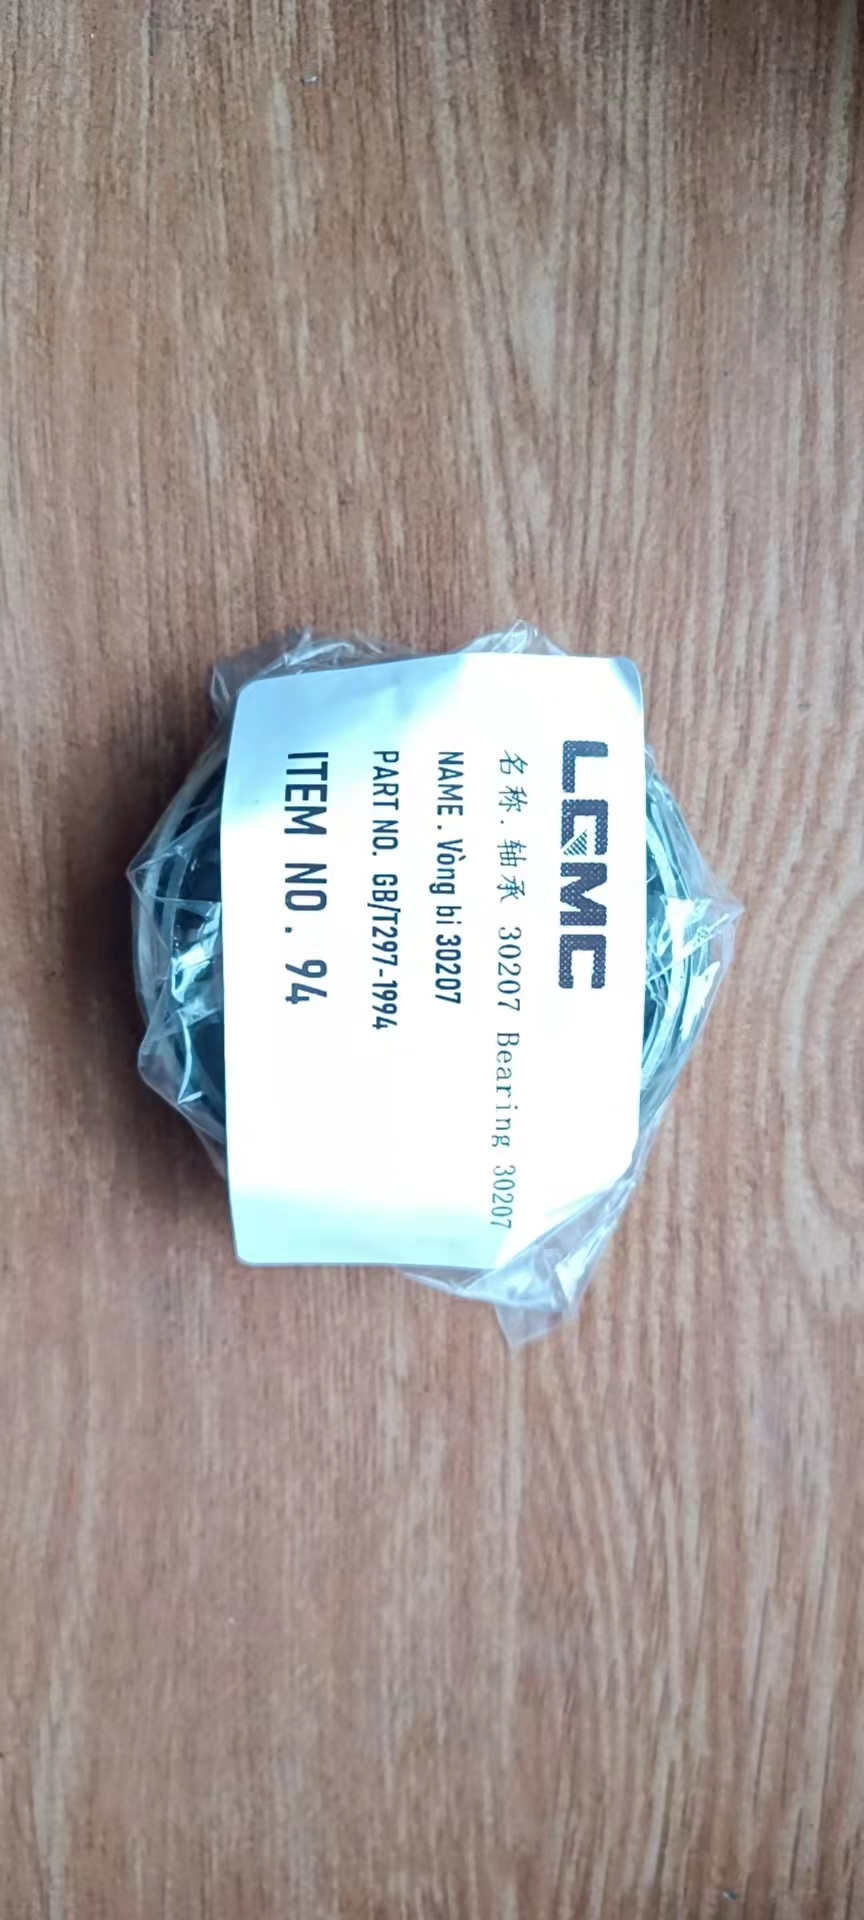 LGMC
名称. 轴承 30207 Bearing 30207
NAME. Vòng bi 30207
PART NO. GB/T297-1994
ITEM NO. 94